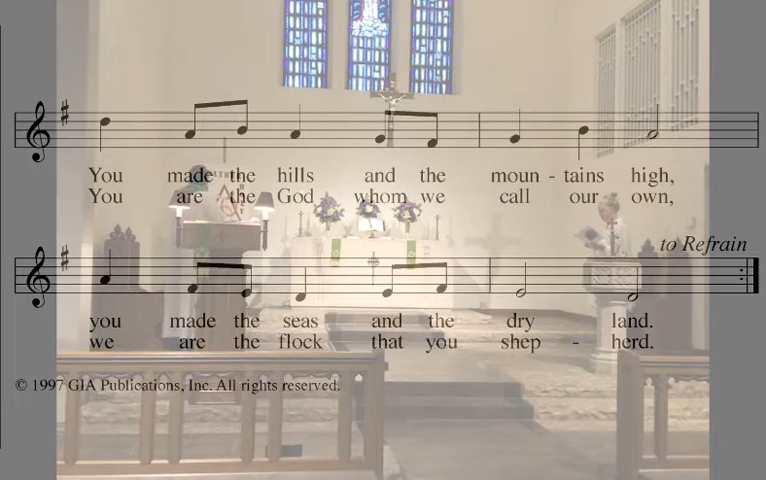 You made the hills and the moun - tains high,
You are the God whom we call our own,
to Refrain
you made the seas and the dry land.
we are the flock that you shep - herd.
© 1997 GIA Publications, Inc. All rights reserved.